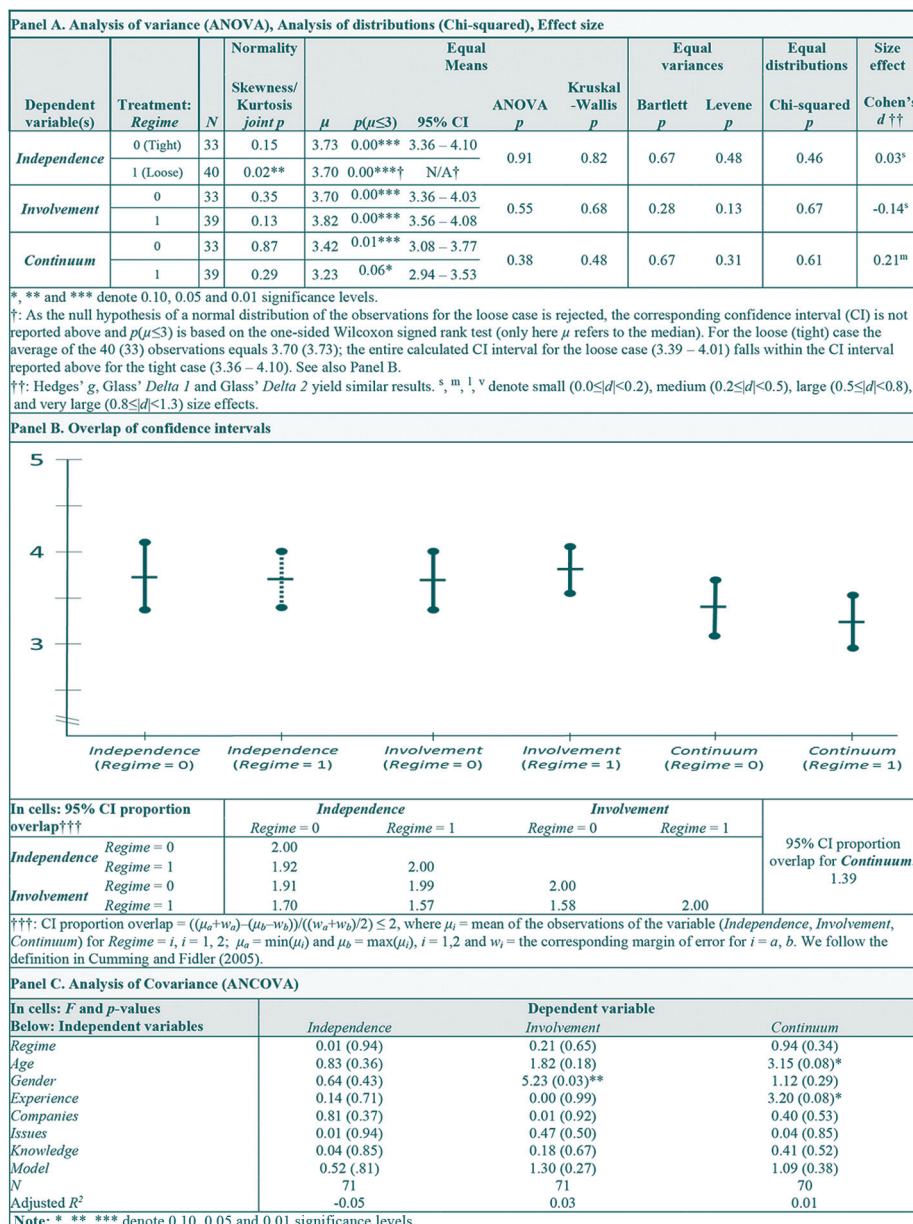 Panel A. Analysis of variance (ANOVA), Analysis of distributions (Chi-squared), Effect size
Normality Equal Means Equal variances Equal distributions Size effect
Dependent variable(s) Treatment: Regime N Skewness/ Kurtosis joint p μ p(μ≤3) 95% CI ANOVA p Kruskal -Wallis p Bartlett p Levene p Chi-squared p Cohen's d ††
Independence 0 (Tight) 33 0.15 3.73 0.00*** 3.36 – 4.10 0.91 0.82 0.67 0.48 0.46 0.03ˢ
1 (Loose) 40 0.02** 3.70 0.00***† N/A†
Involvement 0 33 0.35 3.70 0.00*** 3.36 – 4.03 0.55 0.68 0.28 0.13 0.67 -0.14ˢ
1 39 0.13 3.82 0.00*** 3.56 – 4.08
Continuum 0 33 0.87 3.42 0.01*** 3.08 – 3.77 0.38 0.48 0.67 0.31 0.61 0.21ᵐ
1 39 0.29 3.23 0.06* 2.94 – 3.53
*, ** and *** denote 0.10, 0.05 and 0.01 significance levels.
†: As the null hypothesis of a normal distribution of the observations for the loose case is rejected, the corresponding confidence interval (CI) is not
reported above and p(μ≤3) is based on the one-sided Wilcoxon signed rank test (only here μ refers to the median). For the loose (tight) case the
average of the 40 (33) observations equals 3.70 (3.73); the entire calculated CI interval for the loose case (3.39 – 4.01) falls within the CI interval
reported above for the tight case (3.36 – 4.10). See also Panel B.
††: Hedges' g, Glass' Delta 1 and Glass' Delta 2 yield similar results. ˢ, ᵐ, ˡ, ᵛ denote small (0.0≤|d|<0.2), medium (0.2≤|d|<0.5), large (0.5≤|d|<0.8),
and very large (0.8≤|d|<1.3) size effects.
Panel B. Overlap of confidence intervals
5
4
3
Independence (Regime = 0) Independence (Regime = 1) Involvement (Regime = 0) Involvement (Regime = 1) Continuum (Regime = 0) Continuum (Regime = 1)
In cells: 95% CI proportion Independence Involvement
overlap††† Regime = 0 Regime = 1 Regime = 0 Regime = 1
Independence Regime = 0 2.00
Regime = 1 1.92 2.00
Involvement Regime = 0 1.91 1.99 2.00
Regime = 1 1.70 1.57 1.58 2.00
95% CI proportion
overlap for Continuum:
1.39
†††: CI proportion overlap = ((μₐ+wₐ)–(μ_b–w_b))/((wₐ+w_b)/2) ≤ 2, where μᵢ = mean of the observations of the variable (Independence, Involvement,
Continuum) for Regime = i, i = 1, 2; μₐ = min(μᵢ) and μ_b = max(μᵢ), i = 1,2 and wᵢ = the corresponding margin of error for i = a, b. We follow the
definition in Cumming and Fidler (2005).
Panel C. Analysis of Covariance (ANCOVA)
In cells: F and p-values Dependent variable
Below: Independent variables Independence Involvement Continuum
Regime 0.01 (0.94) 0.21 (0.65) 0.94 (0.34)
Age 0.83 (0.36) 1.82 (0.18) 3.15 (0.08)*
Gender 0.64 (0.43) 5.23 (0.03)** 1.12 (0.29)
Experience 0.14 (0.71) 0.00 (0.99) 3.20 (0.08)*
Companies 0.81 (0.37) 0.01 (0.92) 0.40 (0.53)
Issues 0.01 (0.94) 0.47 (0.50) 0.04 (0.85)
Knowledge 0.04 (0.85) 0.18 (0.67) 0.41 (0.52)
Model 0.52 (.81) 1.30 (0.27) 1.09 (0.38)
N 71 71 70
Adjusted R² -0.05 0.03 0.01
Note: *, **, *** denote 0.10, 0.05 and 0.01 significance levels